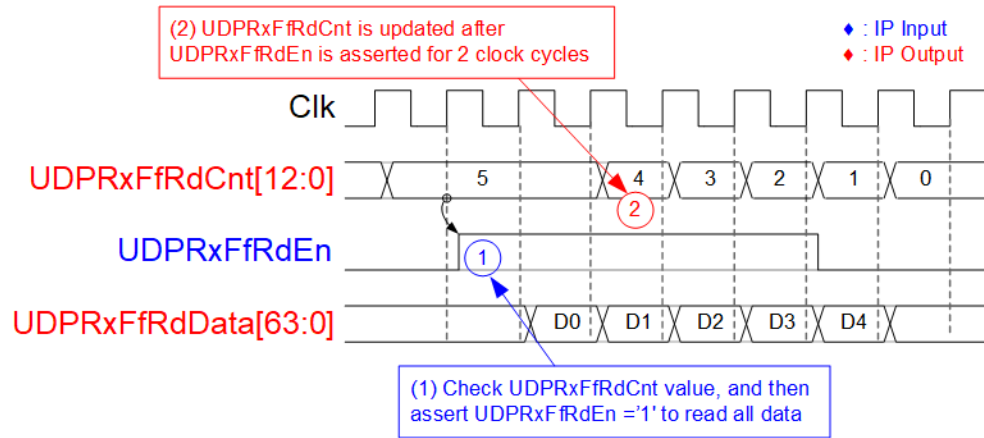 (2) UDPRxFfRdCnt is updated after
UDPRxFfRdEn is asserted for 2 clock cycles
♦ : IP Input
♦ : IP Output
Clk
UDPRxFfRdCnt[12:0]
5 4 3 2 1 0
2
UDPRxFfRdEn
1
UDPRxFfRdData[63:0]
D0 D1 D2 D3 D4
(1) Check UDPRxFfRdCnt value, and then
assert UDPRxFfRdEn ='1' to read all data